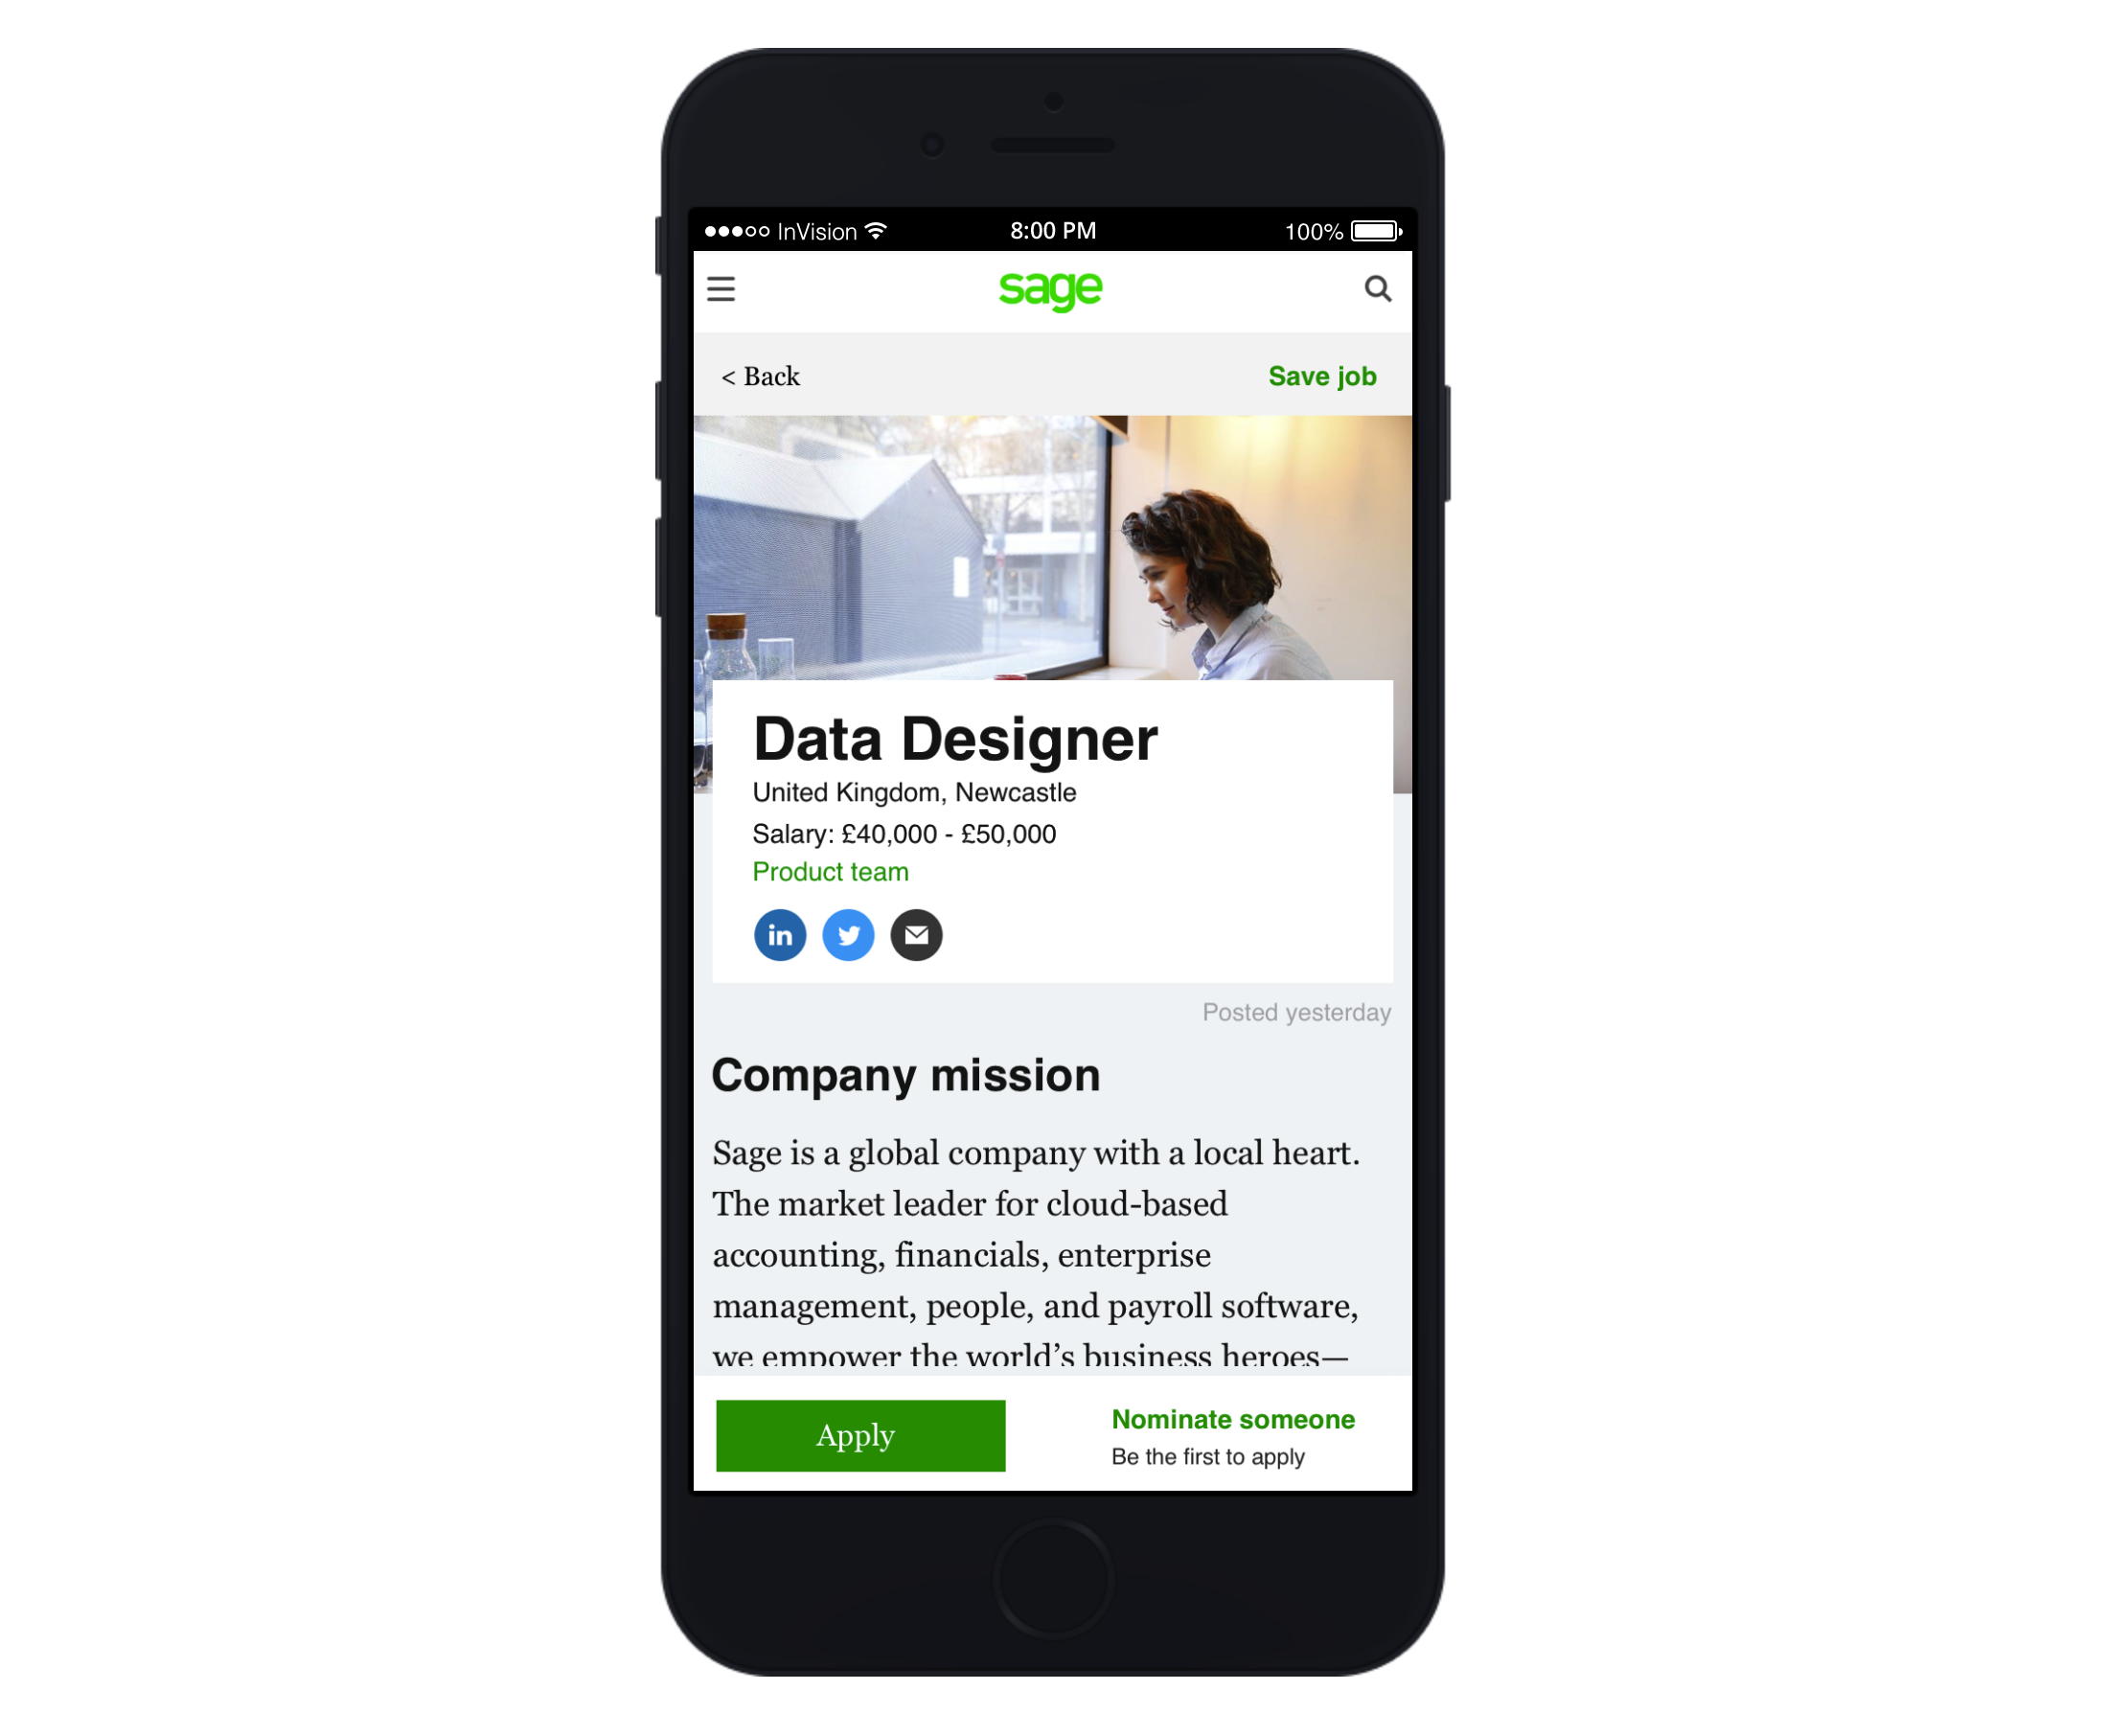 InVision 8:00 PM 100%
sage
< Back Save job
Data Designer
United Kingdom, Newcastle
Salary: £40,000 - £50,000
Product team
in
Posted yesterday
Company mission
Sage is a global company with a local heart.
The market leader for cloud-based
accounting, financials, enterprise
management, people, and payroll software,
we empower the world’s business heroes—
Apply
Nominate someone
Be the first to apply